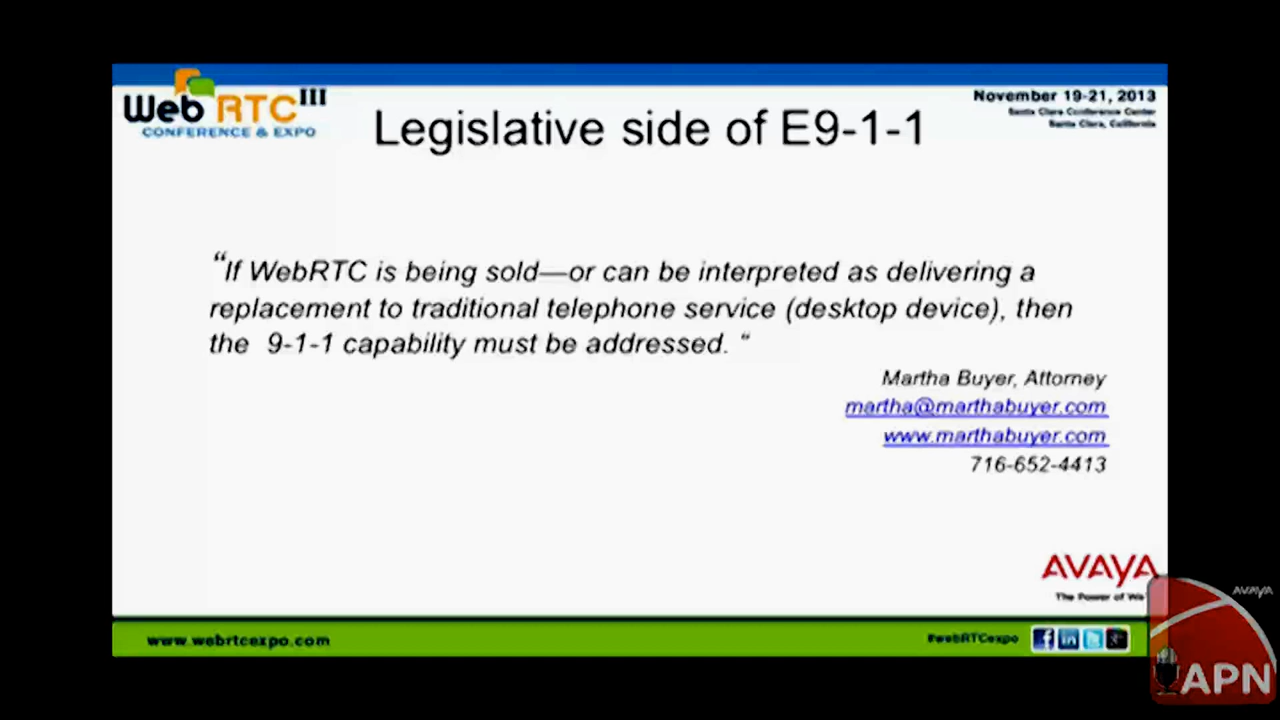 Web RTC III
CONFERENCE & EXPO
November 19-21, 2013
Santa Clara Conference Center
Santa Clara, California
Legislative side of E9-1-1
“If WebRTC is being sold—or can be interpreted as delivering a
replacement to traditional telephone service (desktop device), then
the 9-1-1 capability must be addressed. “
Martha Buyer, Attorney
martha@marthabuyer.com
www.marthabuyer.com
716-652-4413
AVAYA
The Power of We
AVAYA
APN
www.webrtcexpo.com
#webRTCexpo